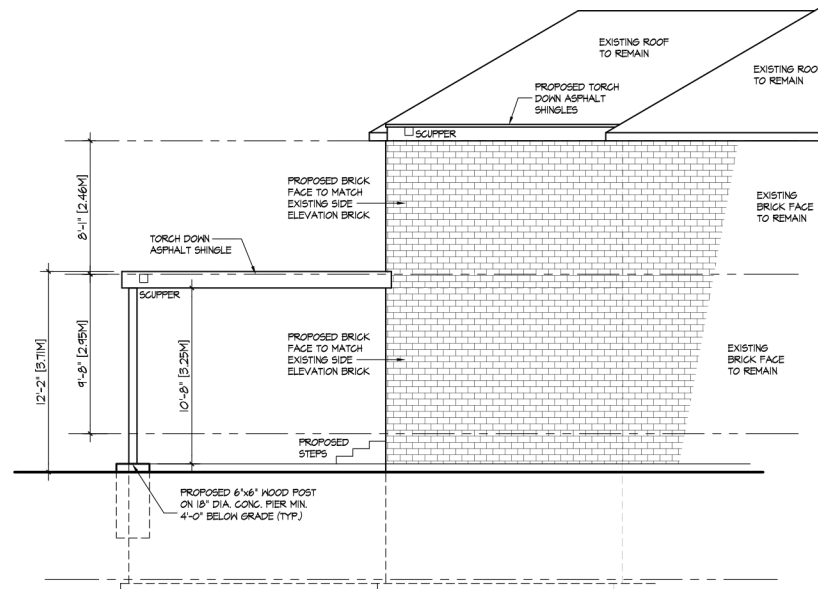 EXISTING ROOF
TO REMAIN
EXISTING ROO
TO REMAIN
PROPOSED TORCH
DOWN ASPHALT
SHINGLES
SCUPPER
8'-1" [2.46M]
PROPOSED BRICK
FACE TO MATCH
EXISTING SIDE
ELEVATION BRICK
EXISTING
BRICK FACE
TO REMAIN
TORCH DOWN
ASPHALT SHINGLE
SCUPPER
12'-2" [3.71M]
9'-8" [2.95M]
10'-8" [3.25M]
PROPOSED BRICK
FACE TO MATCH
EXISTING SIDE
ELEVATION BRICK
EXISTING
BRICK FACE
TO REMAIN
PROPOSED
STEPS
PROPOSED 6"x6" WOOD POST
ON 18" DIA. CONC. PIER MIN.
4'-0" BELOW GRADE (TYP.)